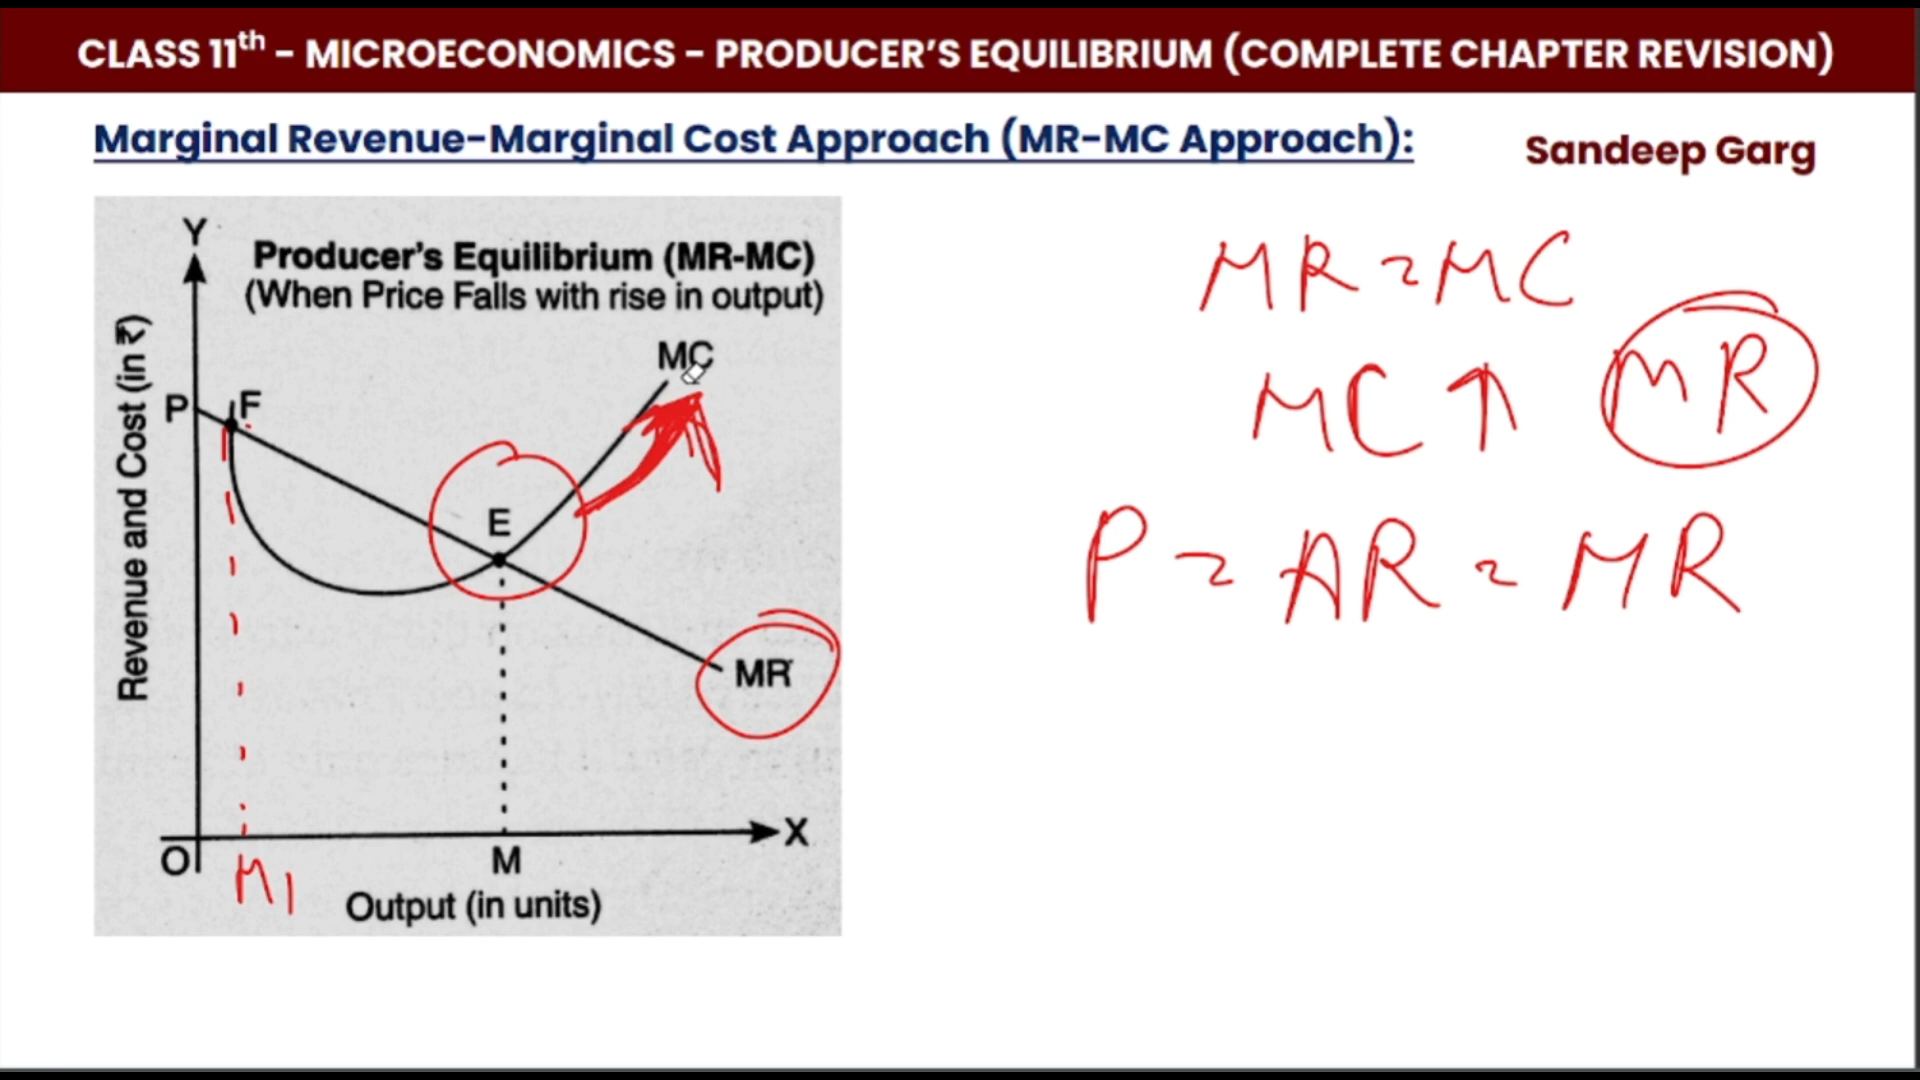 CLASS 11th - MICROECONOMICS - PRODUCER'S EQUILIBRIUM (COMPLETE CHAPTER REVISION)
Marginal Revenue-Marginal Cost Approach (MR-MC Approach):
Sandeep Garg
Y
Producer's Equilibrium (MR-MC)
(When Price Falls with rise in output)
MC
P
F
E
MR
Revenue and Cost (in ₹)
O
M1
M
X
Output (in units)
MR = MC
MC ↑
MR
P = AR = MR